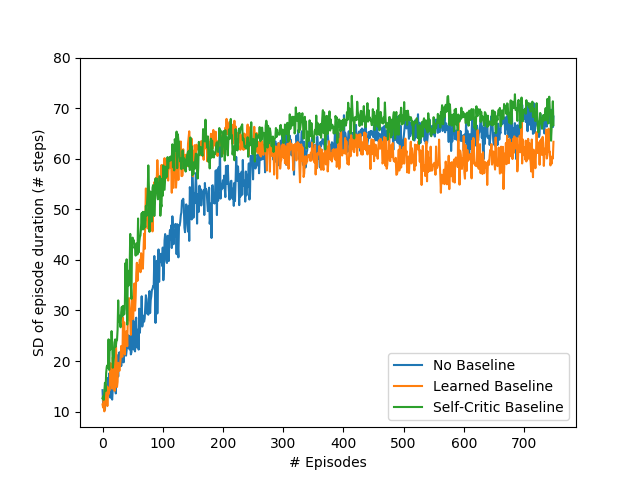 80
70
60
50
40
30
20
10
SD of episode duration (# steps)
0 100 200 300 400 500 600 700
# Episodes
No Baseline
Learned Baseline
Self-Critic Baseline